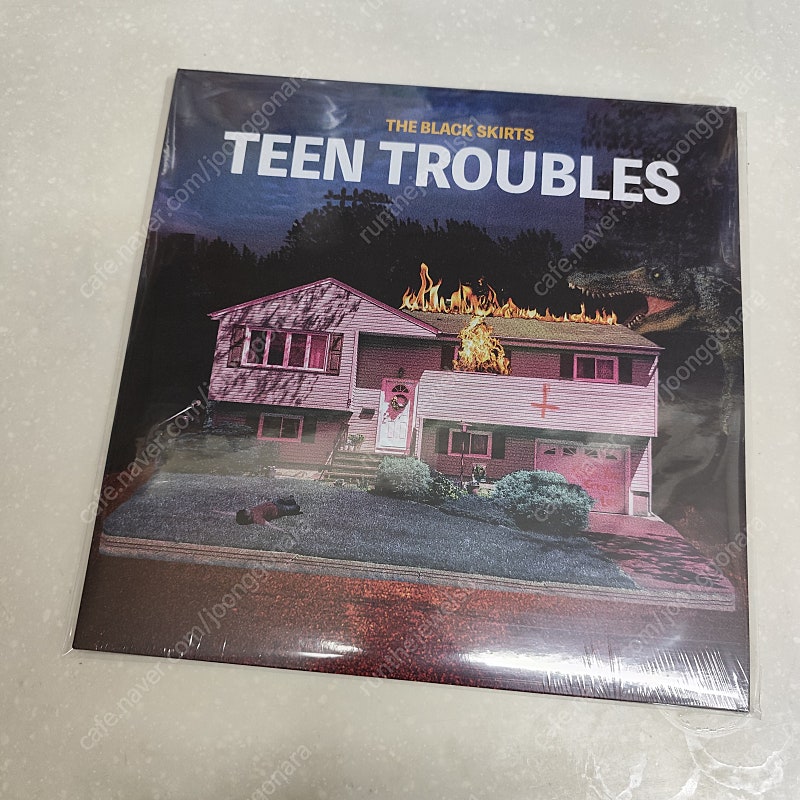 THE BLACK SKIRTS
TEEN TROUBLES
cafe.naver.com/joonggonara